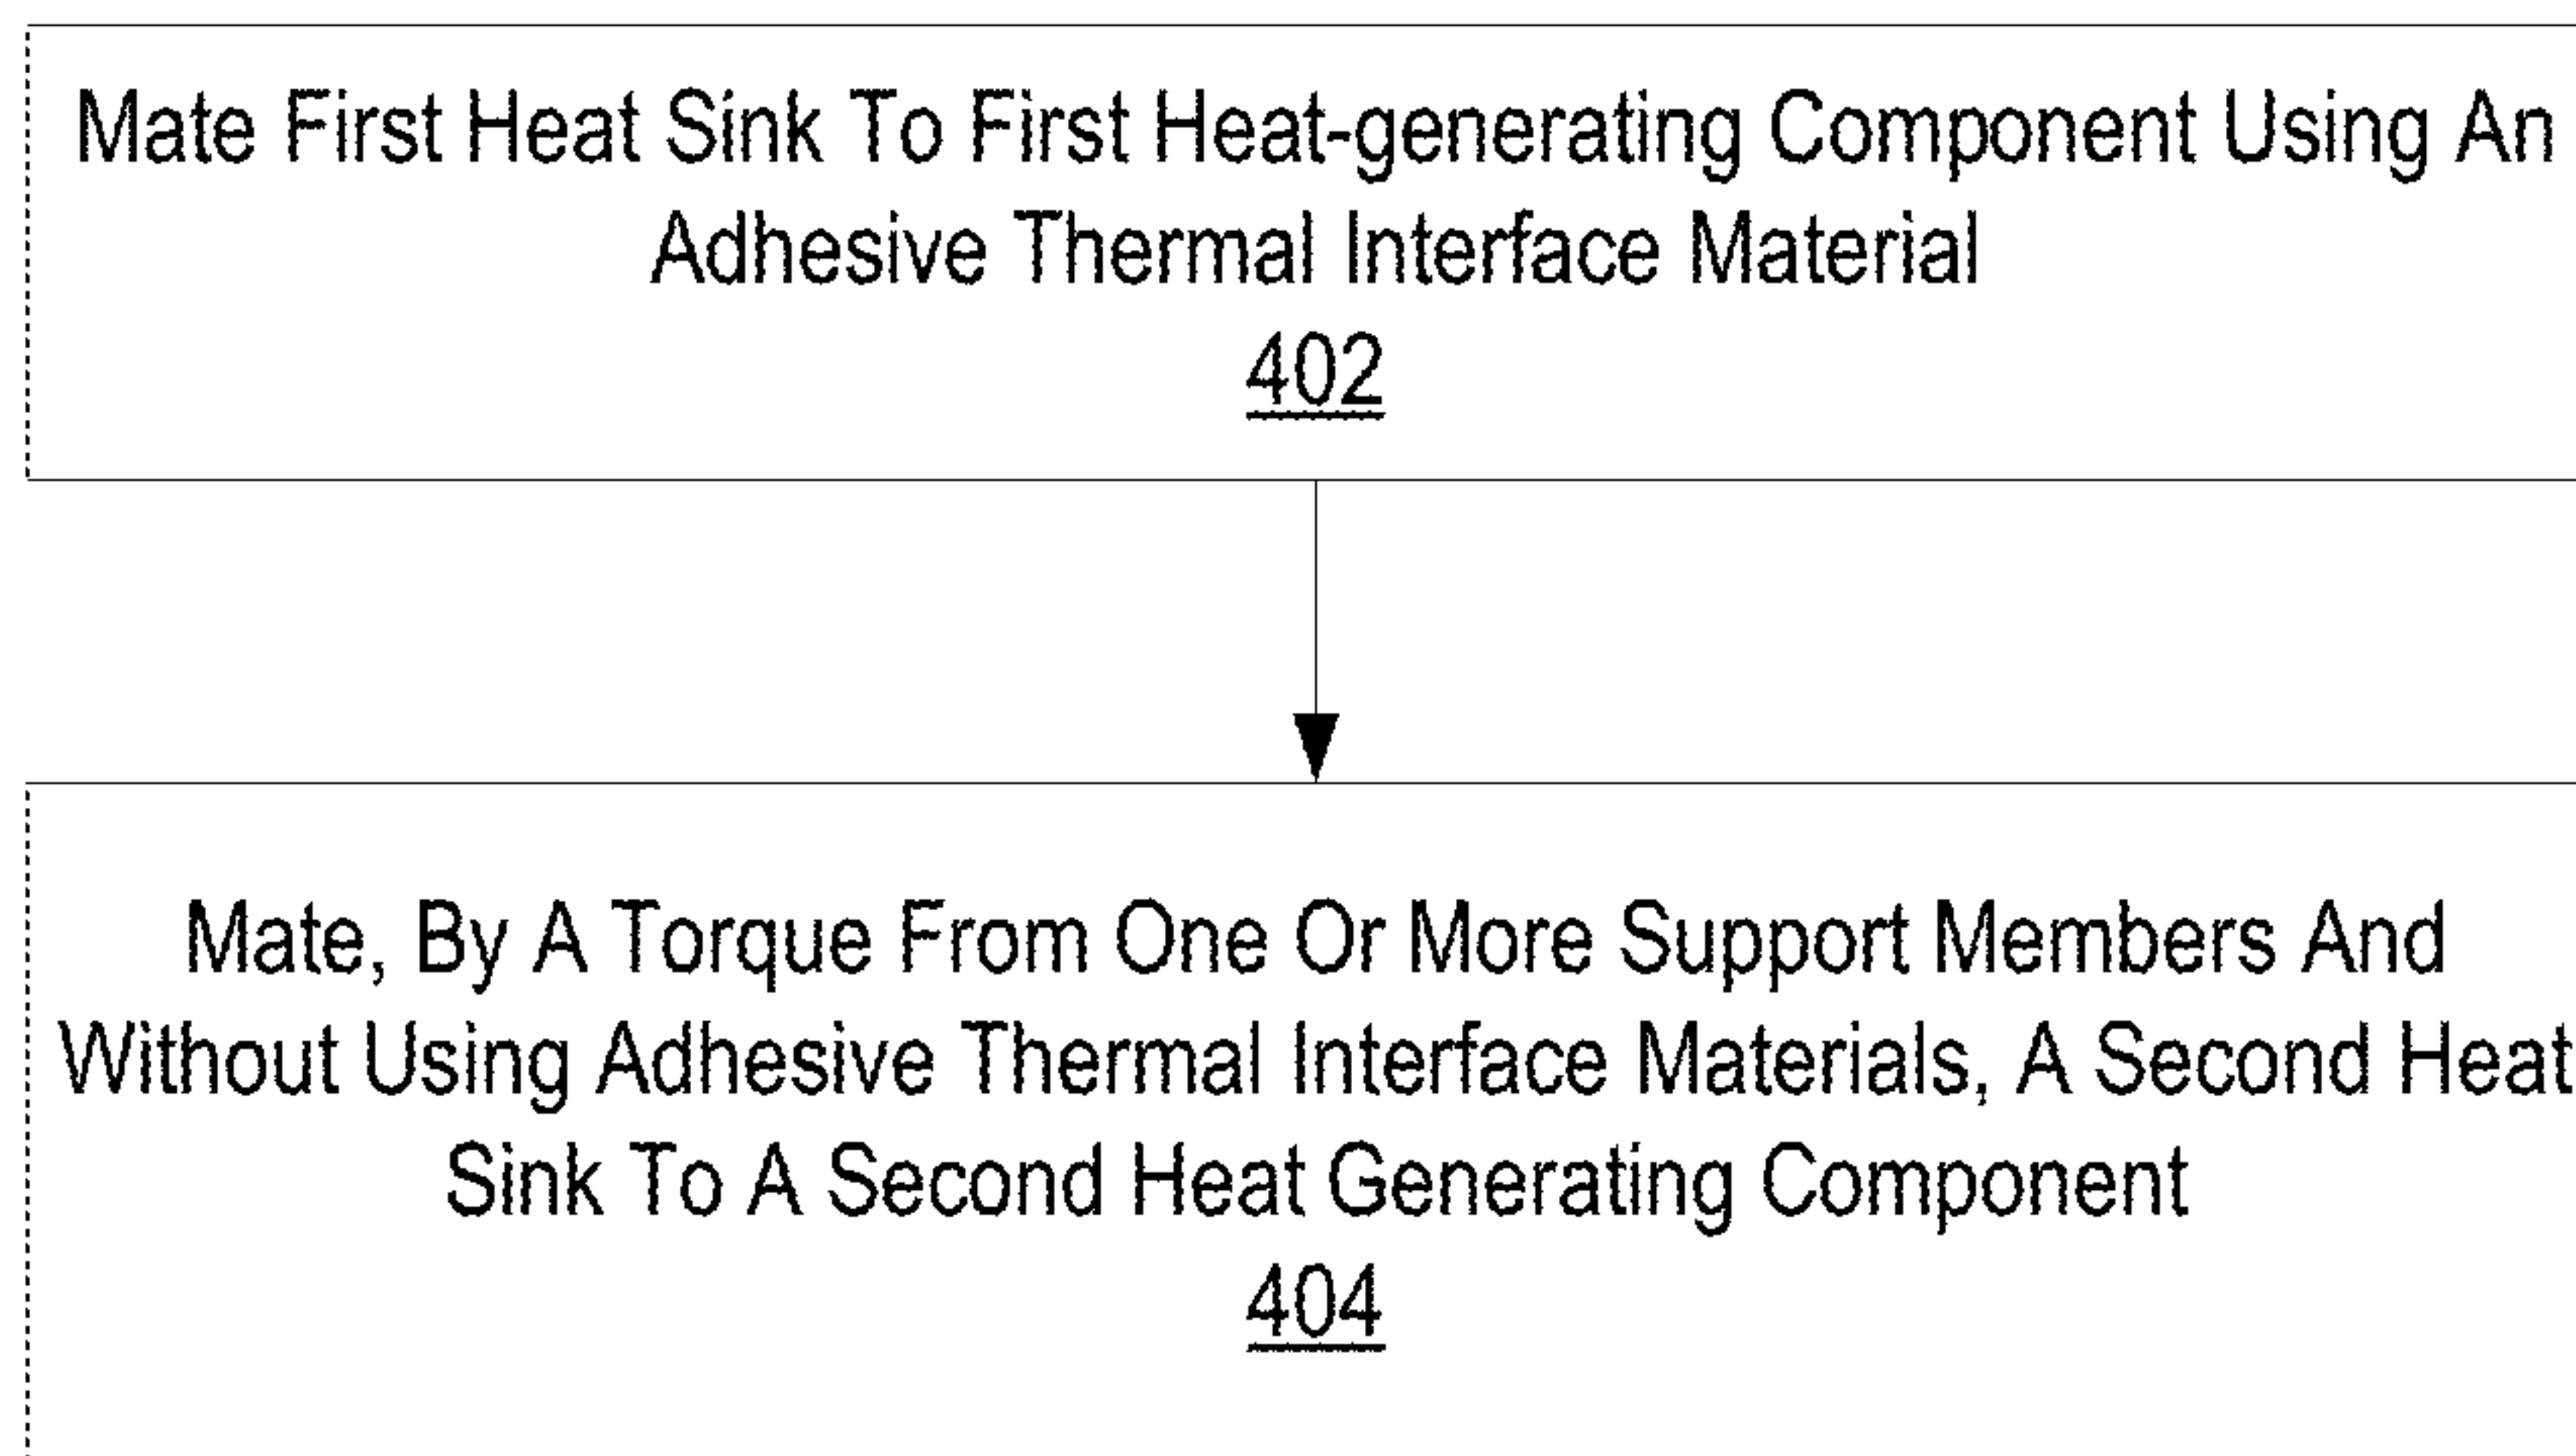 Mate First Heat Sink To First Heat-generating Component Using An
Adhesive Thermal Interface Material
402
Mate, By A Torque From One Or More Support Members And
Without Using Adhesive Thermal Interface Materials, A Second Heat
Sink To A Second Heat Generating Component
404